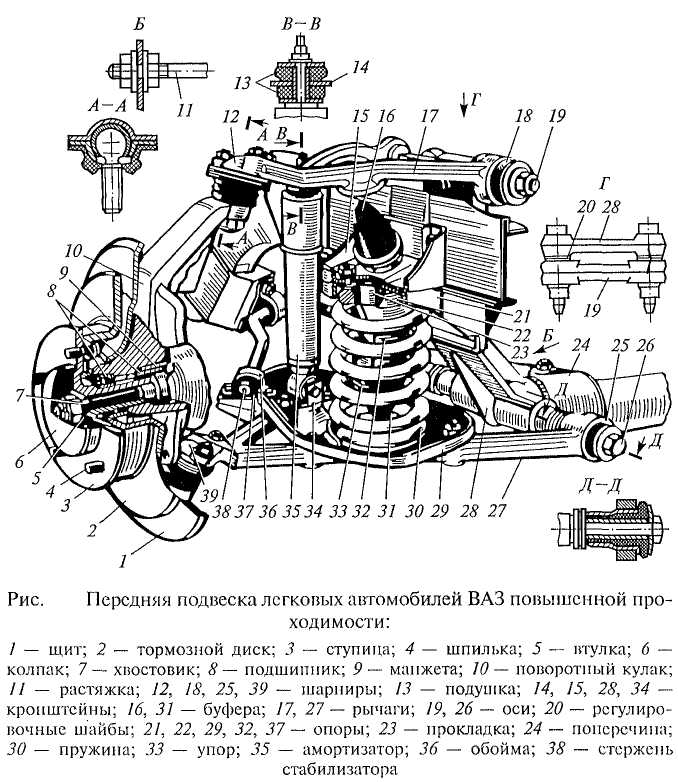 Б
В–В
13
14
11
А–А
12
А
В
15
16
17
Г
18
19
Г
20 28
10
9
8
В
А
19
21
22
23
Б
24
25
26
7
Д
6
5
4
3
39
38 37 36 35 34 33 32 31 30 29 28 27
Д
2
1
Д–Д
Рис. Передняя подвеска легковых автомобилей ВАЗ повышенной про-
ходимости:
1 — щит; 2 — тормозной диск; 3 — ступица; 4 — шпилька; 5 — втулка; 6 —
колпак; 7 — хвостовик; 8 — подшипник; 9 — манжета; 10 — поворотный кулак;
11 — растяжка; 12, 18, 25, 39 — шарниры; 13 — подушка; 14, 15, 28, 34 —
кронштейны; 16, 31 — буфера; 17, 27 — рычаги; 19, 26 — оси; 20 — регулиро-
вочные шайбы; 21, 22, 29, 32, 37 — опоры; 23 — прокладка; 24 — поперечина;
30 — пружина; 33 — упор; 35 — амортизатор; 36 — обойма; 38 — стержень
стабилизатора